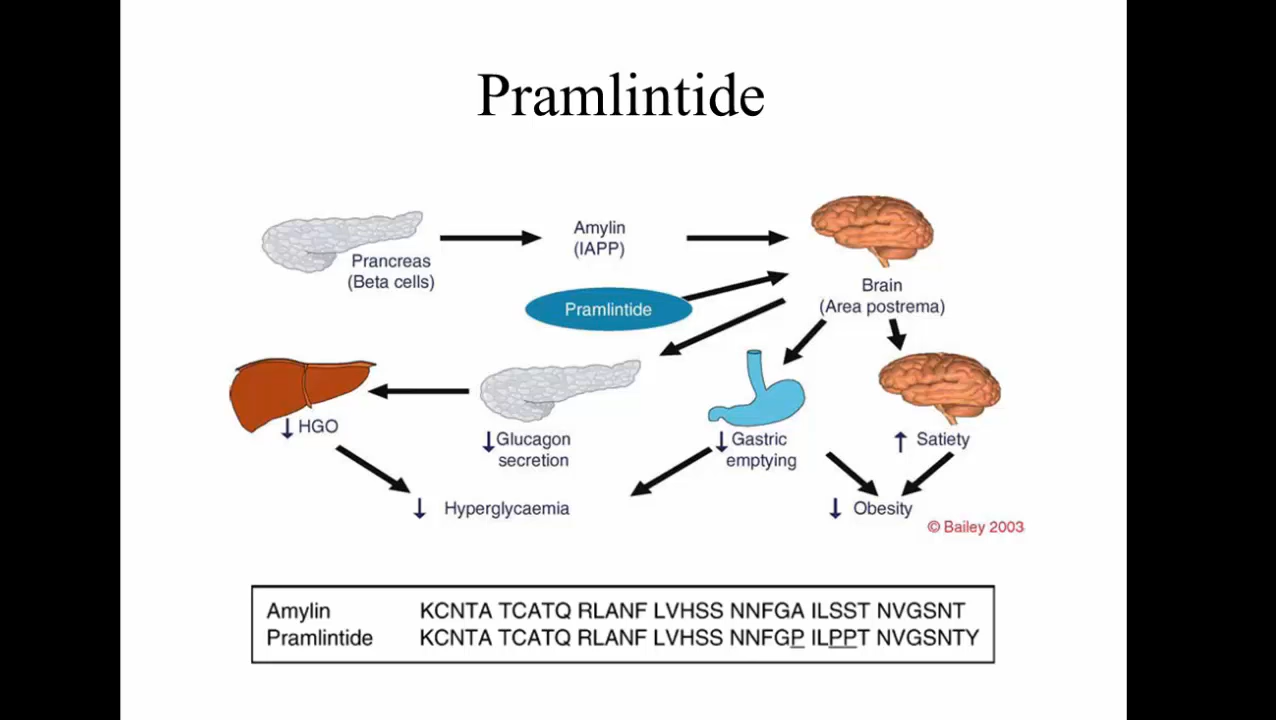 Pramlintide
Amylin
(IAPP)
Prancreas
(Beta cells)
Pramlintide
Brain
(Area postrema)
↓ HGO
↓ Glucagon
secretion
↓ Gastric
emptying
↑ Satiety
↓ Hyperglycaemia
↓ Obesity
© Bailey 2003
Amylin KCNTA TCATQ RLANF LVHSS NNFGA ILSST NVGSNT
Pramlintide KCNTA TCATQ RLANF LVHSS NNFGP ILPPT NVGSNTY